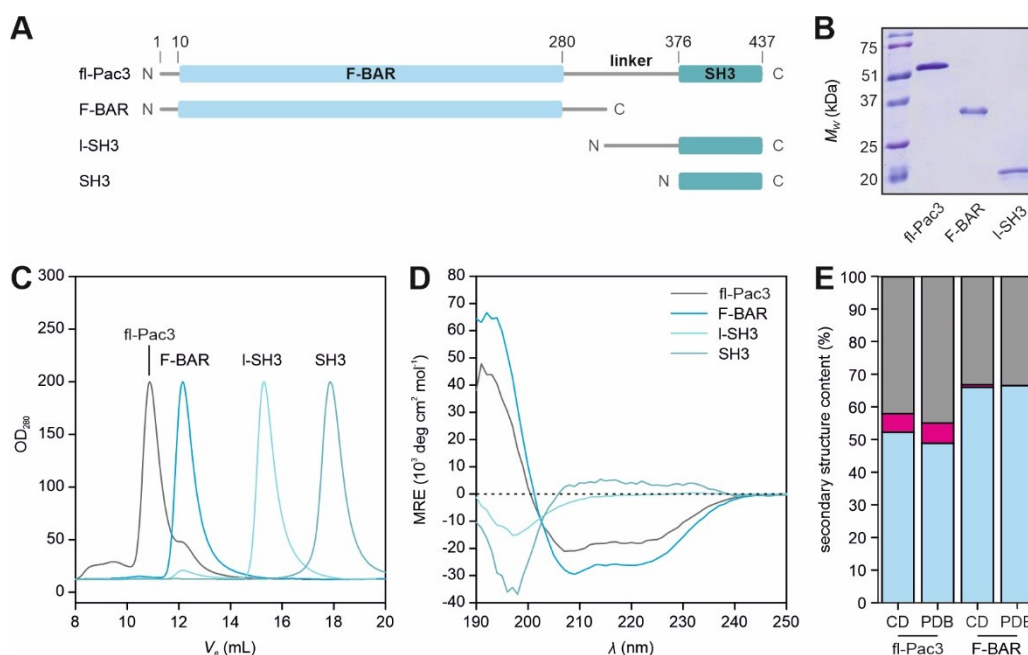 A
1 10 280 376 437
linker
fl-Pac3 N F-BAR SH3 C
F-BAR N C
l-SH3 N C
SH3 N C
B
Mw (kDa)
75
51
37
25
20
fl-Pac3 F-BAR l-SH3
C
OD280
300
250
200
150
100
50
0
fl-Pac3
F-BAR l-SH3 SH3
8 10 12 14 16 18 20
(mL)
D
MRE (10³ deg cm² mol⁻¹)
80
70
60
50
40
30
20
10
0
-10
-20
-30
-40
fl-Pac3
F-BAR
l-SH3
SH3
190 200 210 220 230 240 250
λ (nm)
E
secondary structure content (%)
100
90
80
70
60
50
40
30
20
10
0
CD PDB CD PDB
fl-Pac3 F-BAR